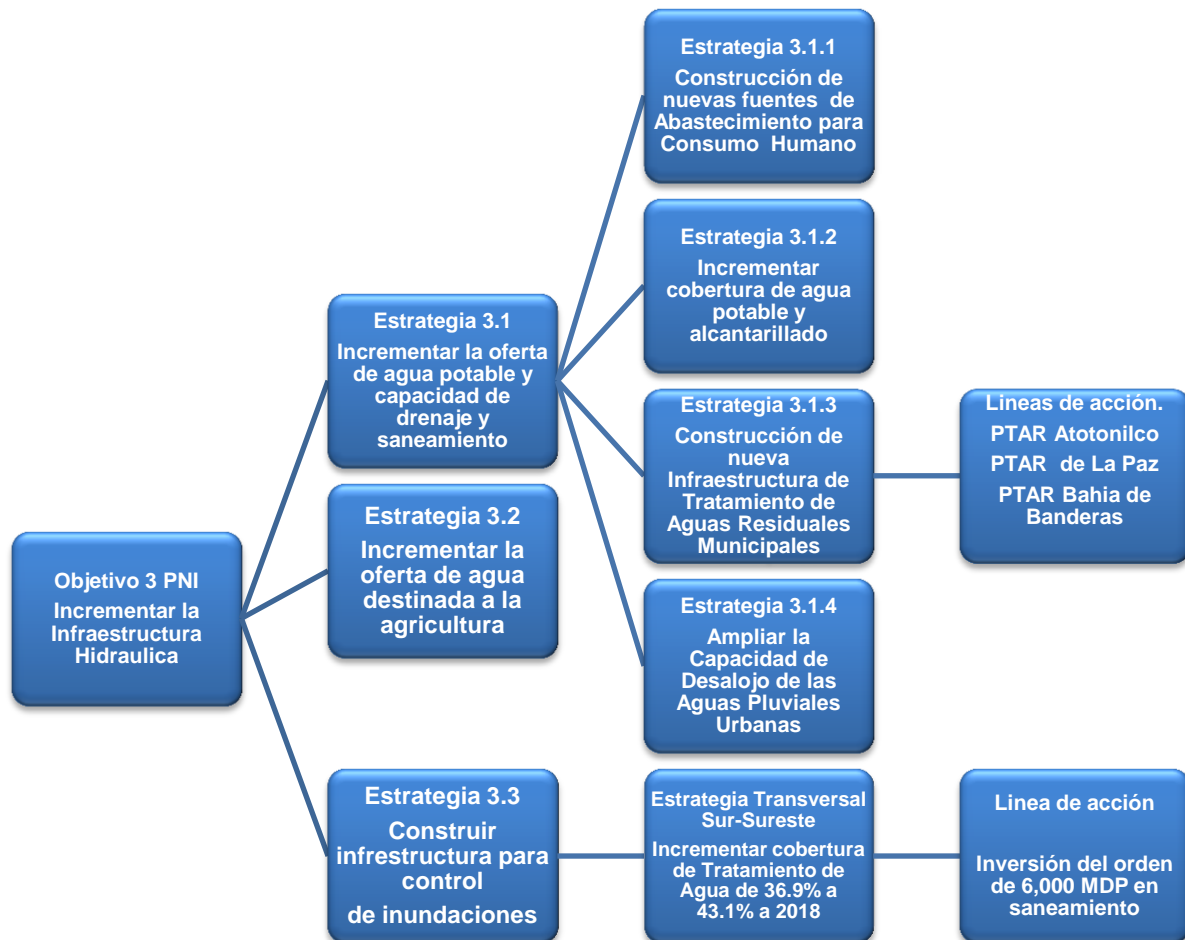 Objetivo 3 PNI
Incrementar la
Infraestructura
Hidraulica
Estrategia 3.1
Incrementar la oferta
de agua potable y
capacidad de
drenaje y
saneamiento
Estrategia 3.1.1
Construcción de
nuevas fuentes de
Abastecimiento para
Consumo Humano
Estrategia 3.1.2
Incrementar
cobertura de agua
potable y
alcantarillado
Estrategia 3.1.3
Construcción de
nueva
Infraestructura de
Tratamiento de
Aguas Residuales
Municipales
Lineas de acción.
PTAR Atotonilco
PTAR de La Paz
PTAR Bahia de
Banderas
Estrategia 3.1.4
Ampliar la
Capacidad de
Desalojo de las
Aguas Pluviales
Urbanas
Estrategia 3.2
Incrementar la
oferta de agua
destinada a la
agricultura
Estrategia 3.3
Construir
infrestructura para
control
de inundaciones
Estrategia Transversal
Sur-Sureste
Incrementar cobertura
de Tratamiento de
Agua de 36.9% a
43.1% a 2018
Linea de acción
Inversión del orden
de 6,000 MDP en
saneamiento